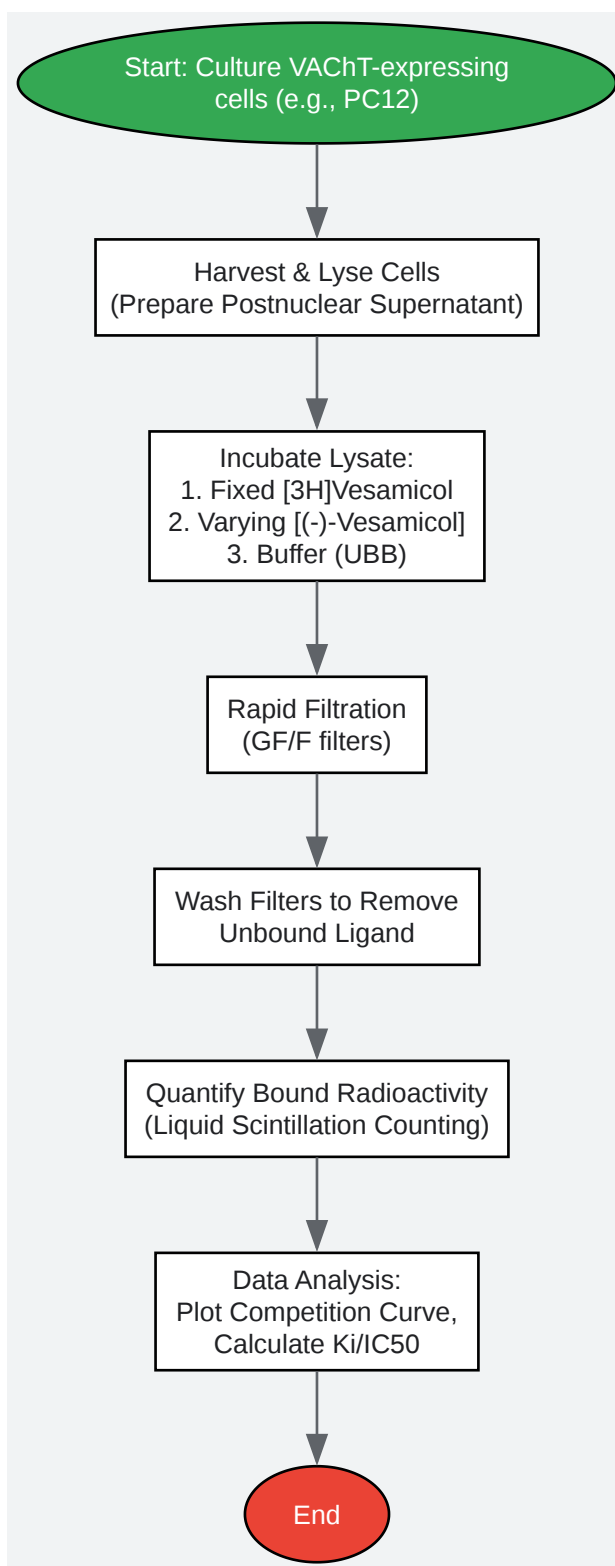 Start: Culture VAChT-expressing
cells (e.g., PC12)
Harvest & Lyse Cells
(Prepare Postnuclear Supernatant)
Incubate Lysate:
1. Fixed [3H]Vesamicol
2. Varying [(-)-Vesamicol]
3. Buffer (UBB)
Rapid Filtration
(GF/F filters)
Wash Filters to Remove
Unbound Ligand
Quantify Bound Radioactivity
(Liquid Scintillation Counting)
Data Analysis:
Plot Competition Curve,
Calculate Ki/IC50
End